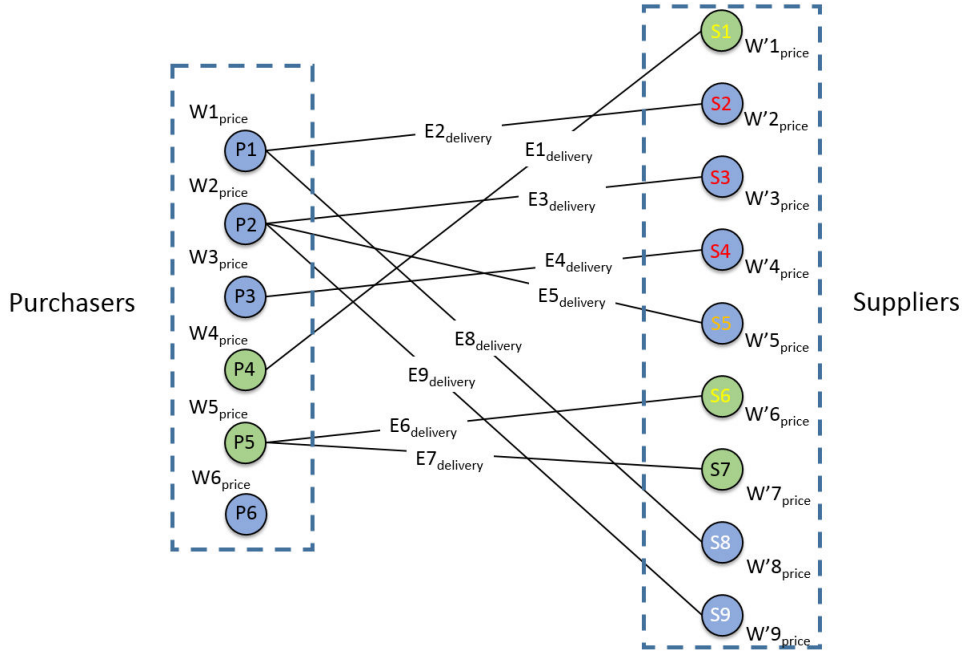 Purchasers
W1price
P1
W2price
P2
W3price
P3
W4price
P4
W5price
P5
W6price
P6
E2delivery
E1delivery
E3delivery
E4delivery
E5delivery
E8delivery
E9delivery
E6delivery
E7delivery
S1
W'1price
S2
W'2price
S3
W'3price
S4
W'4price
S5
W'5price
S6
W'6price
S7
W'7price
S8
W'8price
S9
W'9price
Suppliers